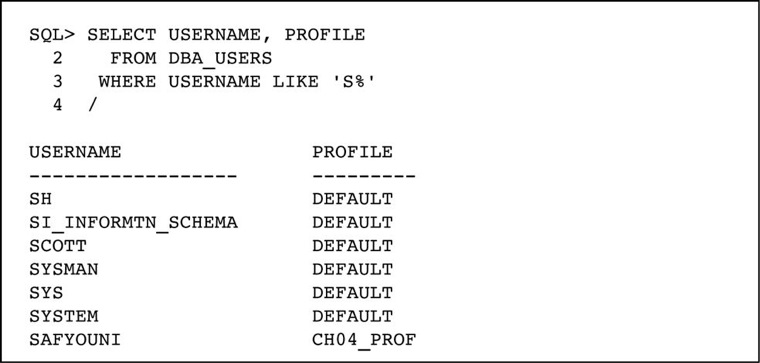 SQL> SELECT USERNAME, PROFILE
  2    FROM DBA_USERS
  3   WHERE USERNAME LIKE 'S%'
  4  /
USERNAME             PROFILE
------------------   ---------
SH                   DEFAULT
SI_INFORMTN_SCHEMA   DEFAULT
SCOTT                DEFAULT
SYSMAN               DEFAULT
SYS                  DEFAULT
SYSTEM               DEFAULT
SAFYOUNI             CH04_PROF